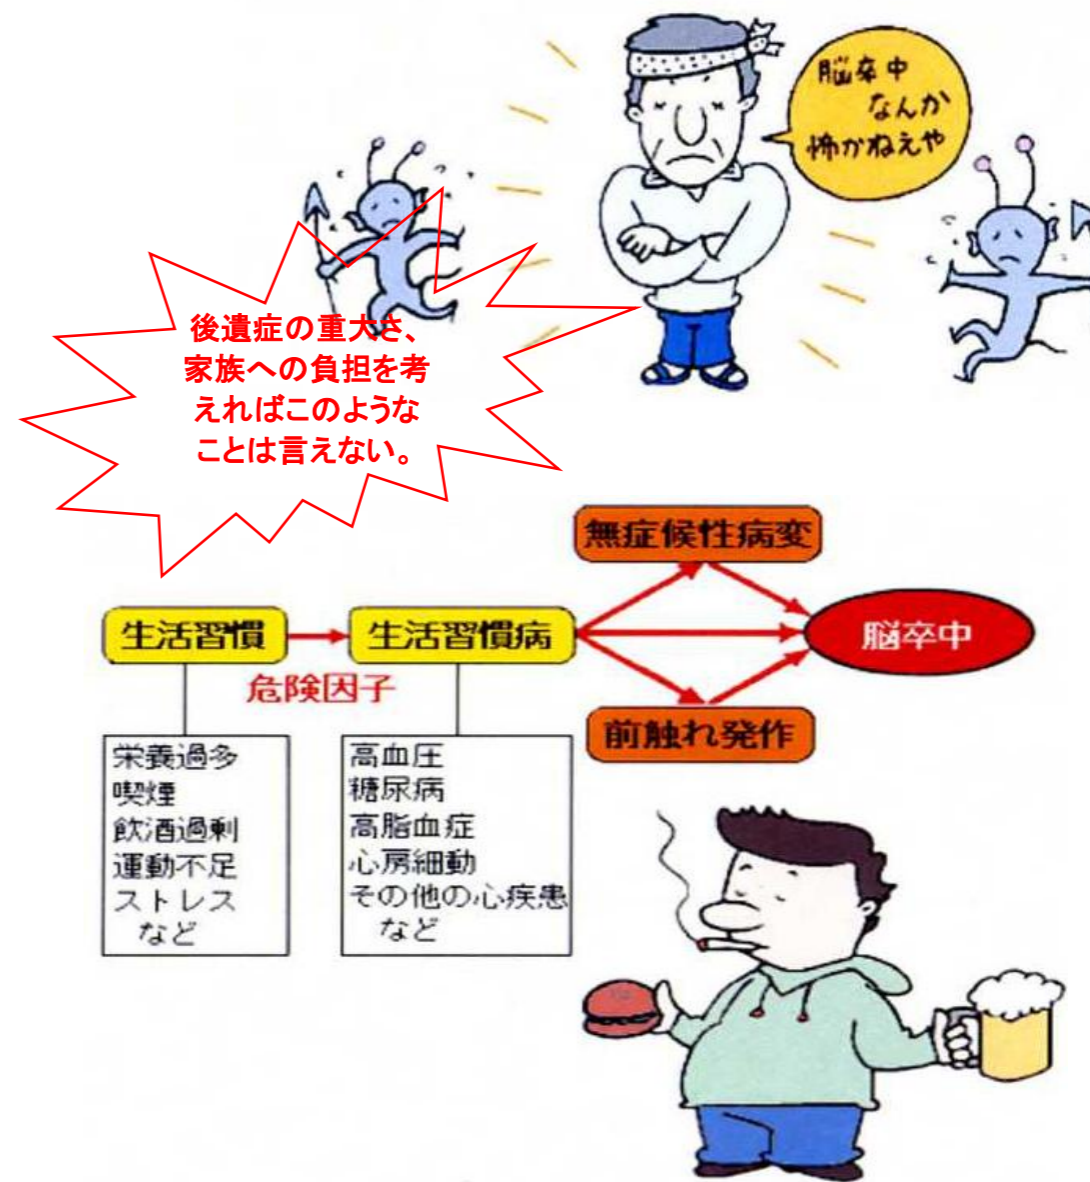 脳卒中
なんか
怖かねえや
後遺症の重大さ、
家族への負担を考
えればこのような
ことは言えない。
無症候性病変
生活習慣
生活習慣病
脳卒中
危険因子
前触れ発作
栄養過多
喫煙
飲酒過剰
運動不足
ストレス
など
高血圧
糖尿病
高脂血症
心房細動
その他の心疾患
など